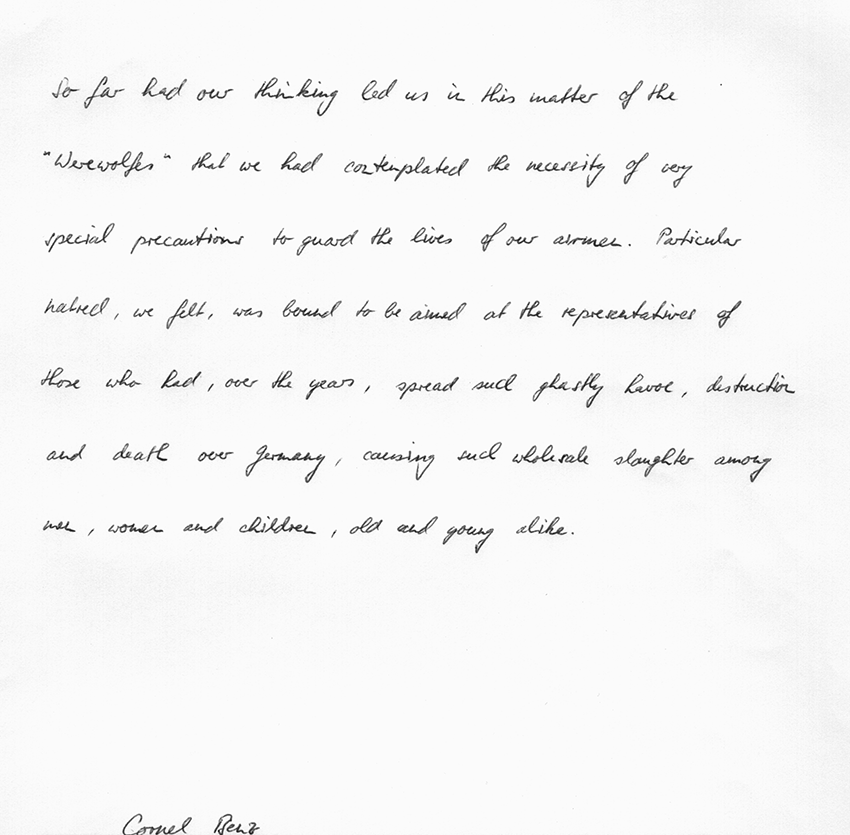 So far had our thinking led us in this matter of the
"Werewolfes" that we had contemplated the necessity of very
special precautions to guard the lives of our airmen. Particular
hatred, we felt, was bound to be aimed at the representatives of
those who had, over the years, spread such ghastly havoc, destruction
and death over Germany, causing such wholesale slaughter among
men, women and children, old and young alike.
Cornel Benz